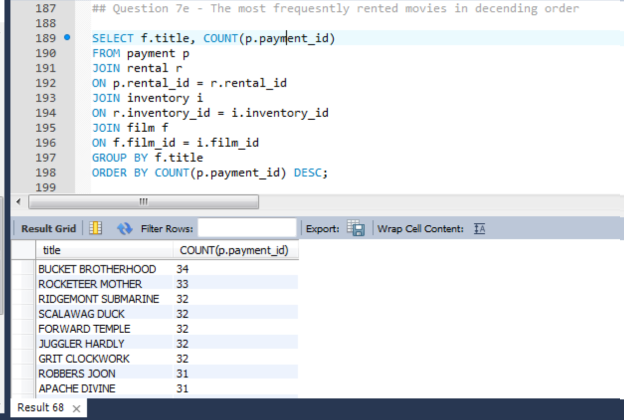 187 ## Question 7e - The most frequesntly rented movies in decending order
188
189 SELECT f.title, COUNT(p.payment_id)
190 FROM payment p
191 JOIN rental r
192 ON p.rental_id = r.rental_id
193 JOIN inventory i
194 ON r.inventory_id = i.inventory_id
195 JOIN film f
196 ON f.film_id = i.film_id
197 GROUP BY f.title
198 ORDER BY COUNT(p.payment_id) DESC;
199
Result Grid Filter Rows: Export: Wrap Cell Content: IA
title COUNT(p.payment_id)
BUCKET BROTHERHOOD 34
ROCKETEER MOTHER 33
RIDGEMONT SUBMARINE 32
SCALAWAG DUCK 32
FORWARD TEMPLE 32
JUGGLER HARDLY 32
GRIT CLOCKWORK 32
ROBBERS JOON 31
APACHE DIVINE 31
Result 68 ×